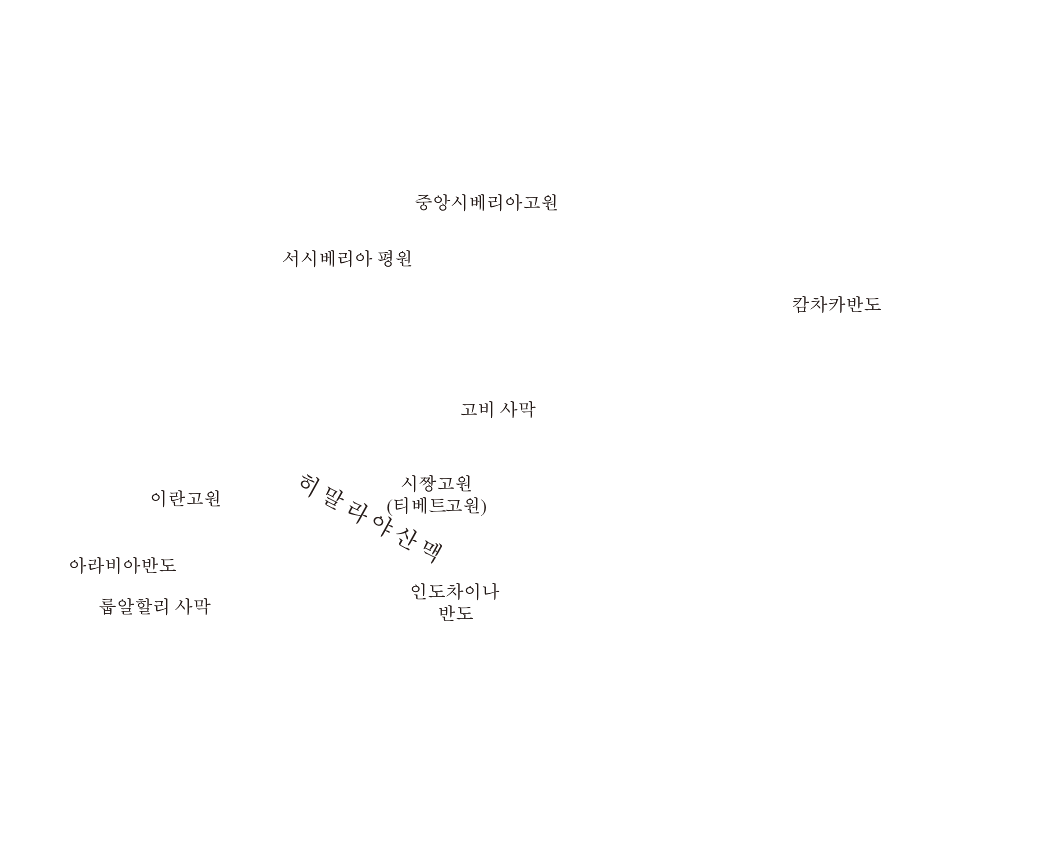 중앙시베리아고원
서시베리아 평원
캄차카반도
고비 사막
히말라야산맥
시짱고원
(티베트고원)
이란고원
아라비아반도
룹알할리 사막
인도차이나
반도